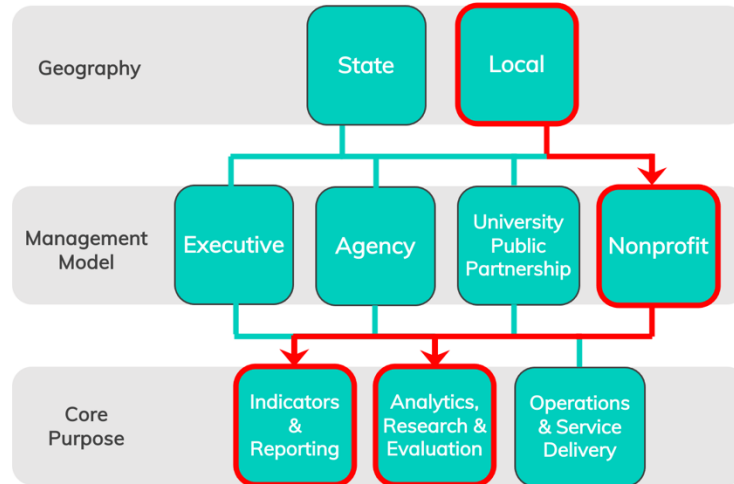 Geography
State
Local
Management
Model
Executive
Agency
University
Public
Partnership
Nonprofit
Core
Purpose
Indicators
&
Reporting
Analytics,
Research &
Evaluation
Operations
& Service
Delivery